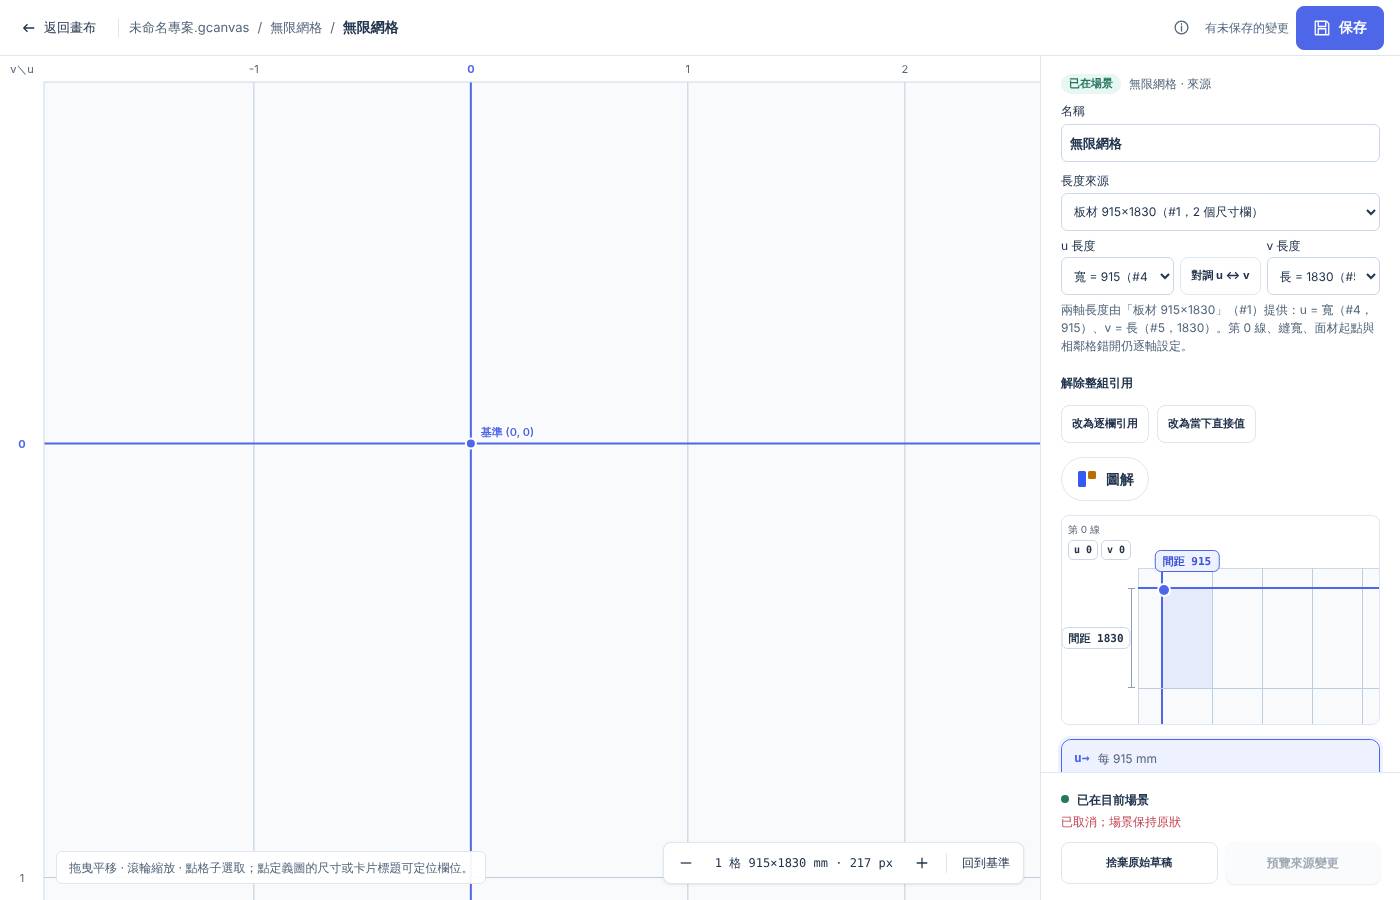 返回畫布
未命名專案.gcanvas / 無限網格 / 無限網格
有未保存的變更
保存
v＼u
-1
0
1
2
0
基準 (0, 0)
1
拖曳平移 · 滾輪縮放 · 點格子選取；點定義圖的尺寸或卡片標題可定位欄位。
1 格 915×1830 mm · 217 px
回到基準
已在場景 無限網格 · 來源
名稱
無限網格
長度來源
板材 915×1830（#1，2 個尺寸欄）
u 長度
v 長度
寬 = 915（#4
對調 u ↔ v
長 = 1830（#5
兩軸長度由「板材 915×1830」（#1）提供：u = 寬（#4，
915）、v = 長（#5，1830）。第 0 線、縫寬、面材起點與
相鄰格錯開仍逐軸設定。
解除整組引用
改為逐欄引用
改為當下直接值
圖解
第 0 線
u 0
v 0
間距 915
間距 1830
u→ 每 915 mm
已在目前場景
已取消；場景保持原狀
捨棄原始草稿
預覽來源變更